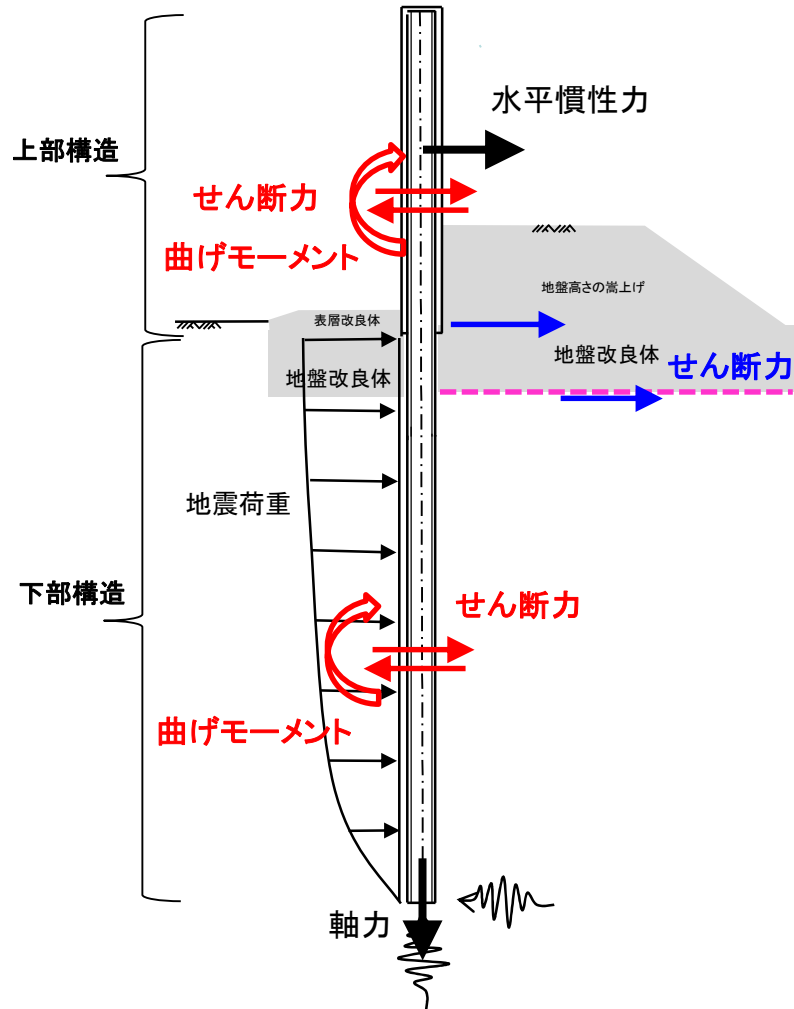 水平慣性力
上部構造
せん断力
曲げモーメント
地盤高さの嵩上げ
表層改良体
地盤改良体
せん断力
地盤改良体
地震荷重
下部構造
せん断力
曲げモーメント
軸力